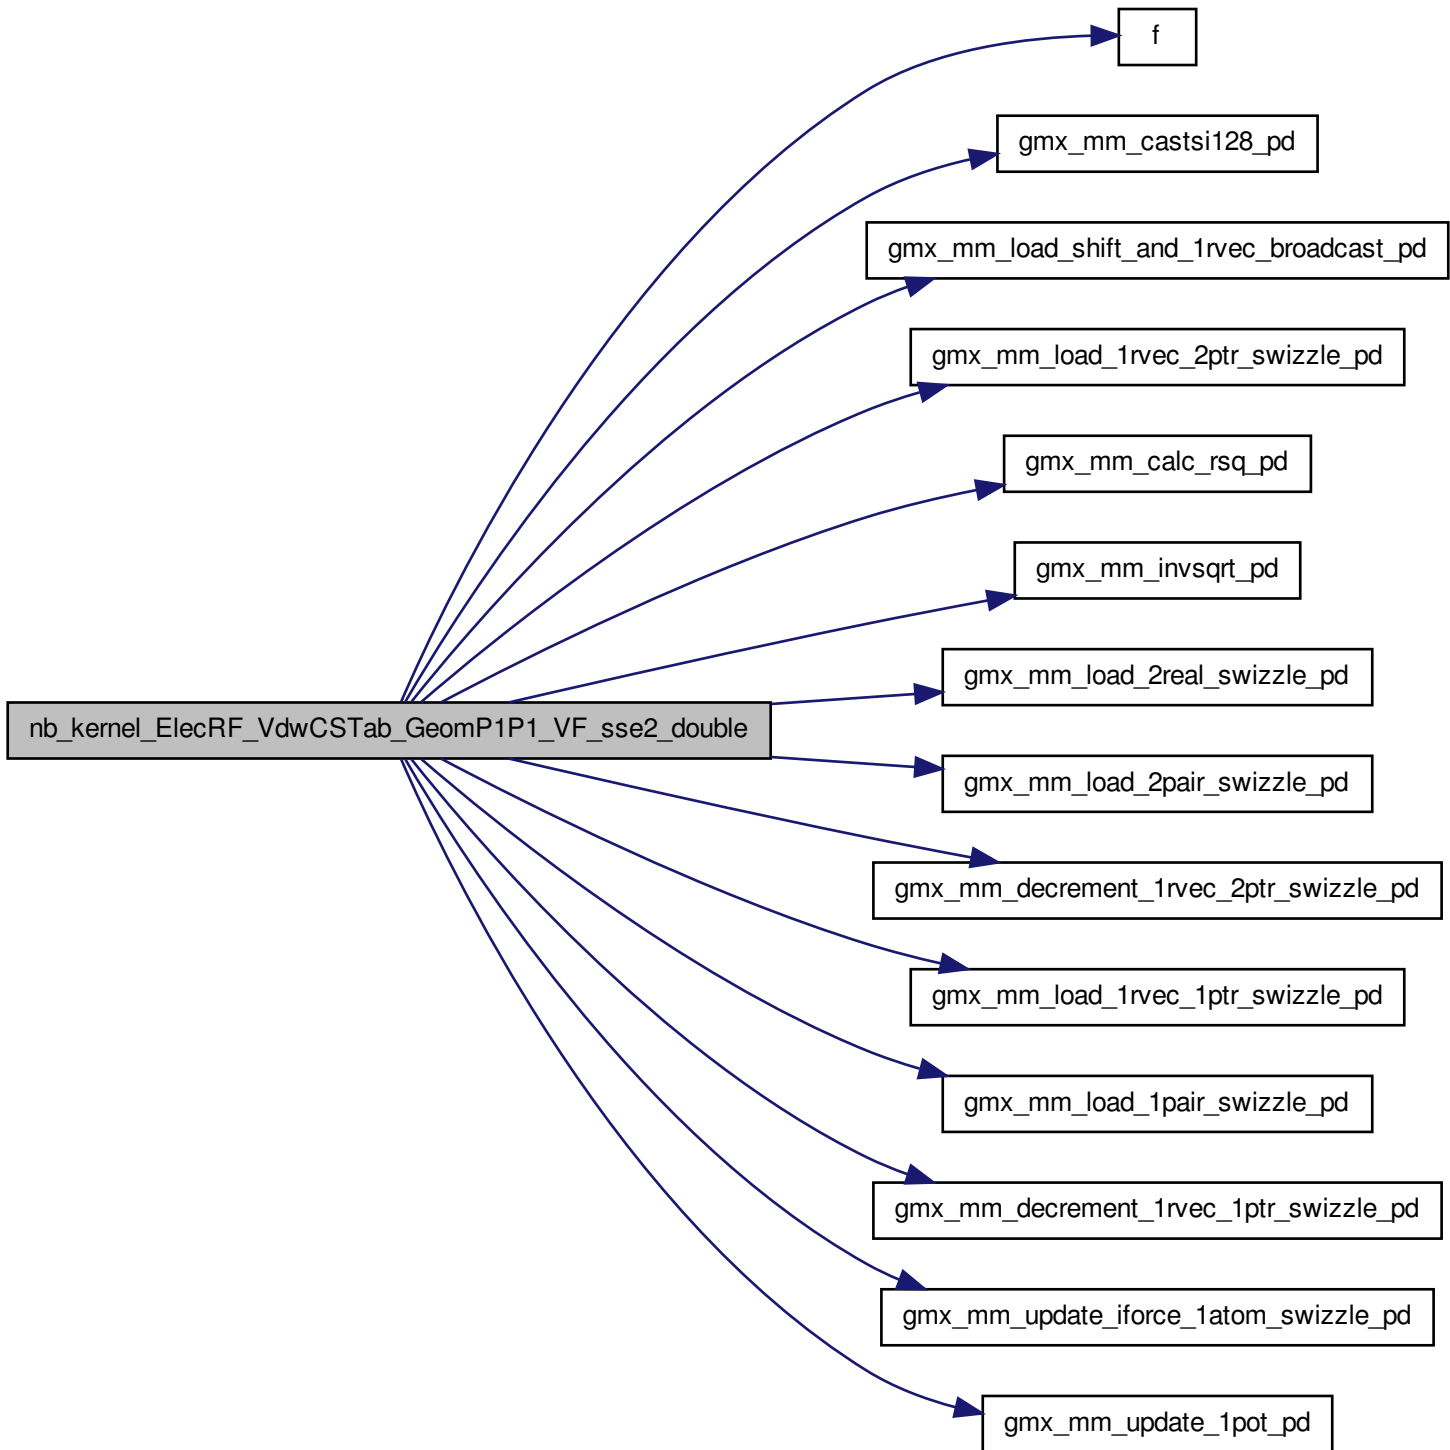 f
gmx_mm_castsi128_pd
gmx_mm_load_shift_and_1rvec_broadcast_pd
gmx_mm_load_1rvec_2ptr_swizzle_pd
gmx_mm_calc_rsq_pd
gmx_mm_invsqrt_pd
gmx_mm_load_2real_swizzle_pd
nb_kernel_ElecRF_VdwCSTab_GeomP1P1_VF_sse2_double
gmx_mm_load_2pair_swizzle_pd
gmx_mm_decrement_1rvec_2ptr_swizzle_pd
gmx_mm_load_1rvec_1ptr_swizzle_pd
gmx_mm_load_1pair_swizzle_pd
gmx_mm_decrement_1rvec_1ptr_swizzle_pd
gmx_mm_update_iforce_1atom_swizzle_pd
gmx_mm_update_1pot_pd